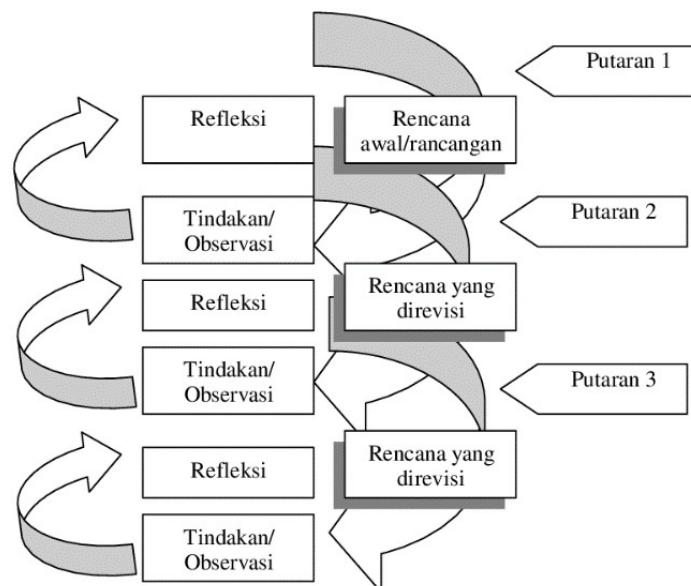 Putaran 1
Refleksi
Rencana
awal/rancangan
Putaran 2
Tindakan/
Observasi
Refleksi
Rencana yang
direvisi
Tindakan/
Observasi
Putaran 3
Refleksi
Rencana yang
direvisi
Tindakan/
Observasi